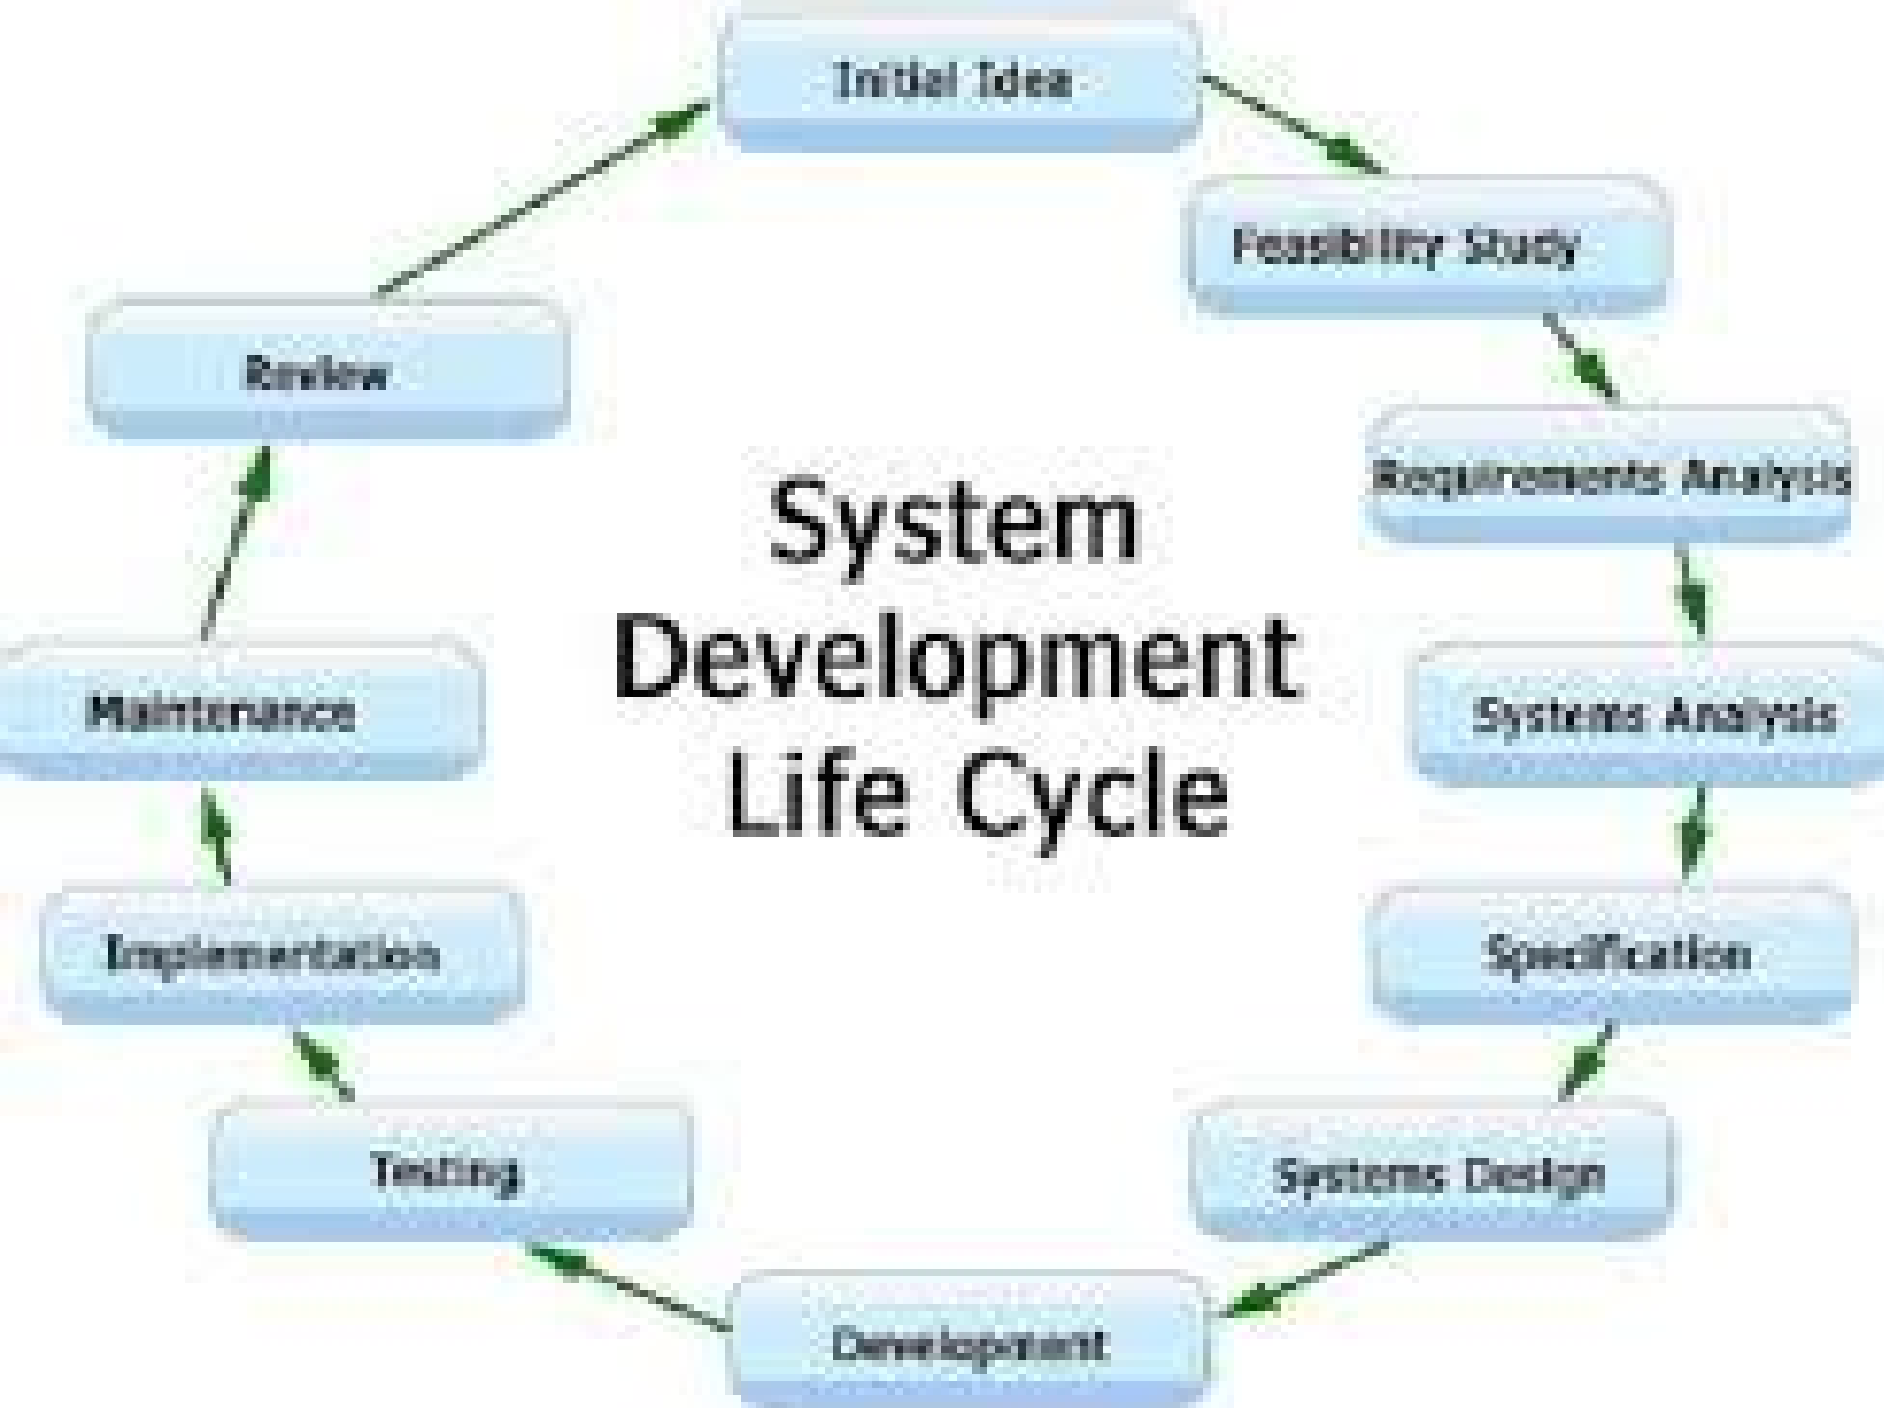 Initial Idea
Feasibility Study
Requirements Analysis
Systems Analysis
Specification
Systems Design
Development
Testing
Implementation
Maintenance
Review
System
Development
Life Cycle